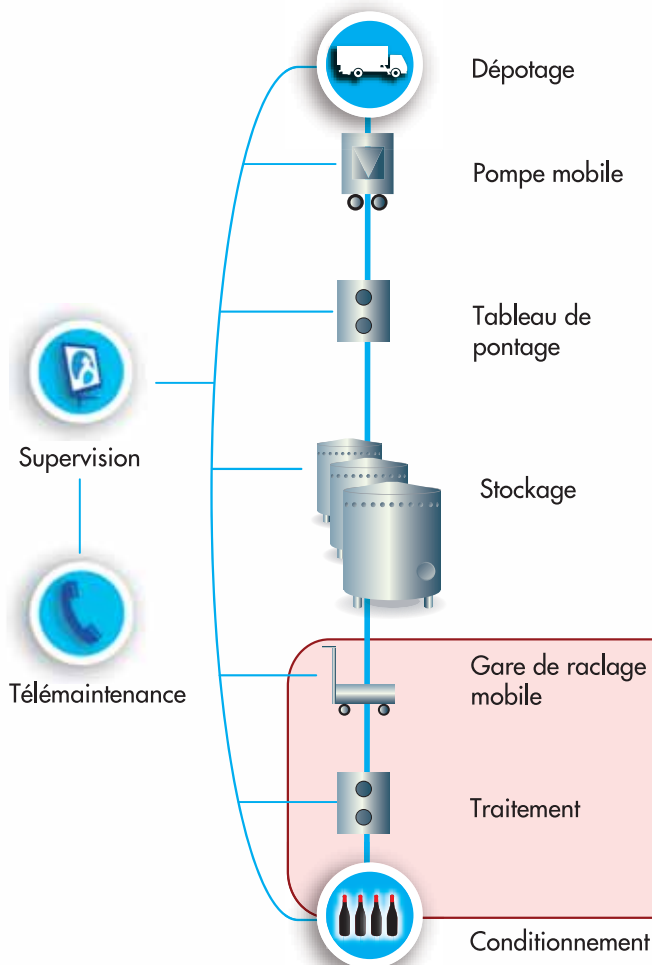 Dépotage
Pompe mobile
Tableau de
pontage
Supervision
Stockage
Télémaintenance
Gare de raclage
mobile
Traitement
Conditionnement